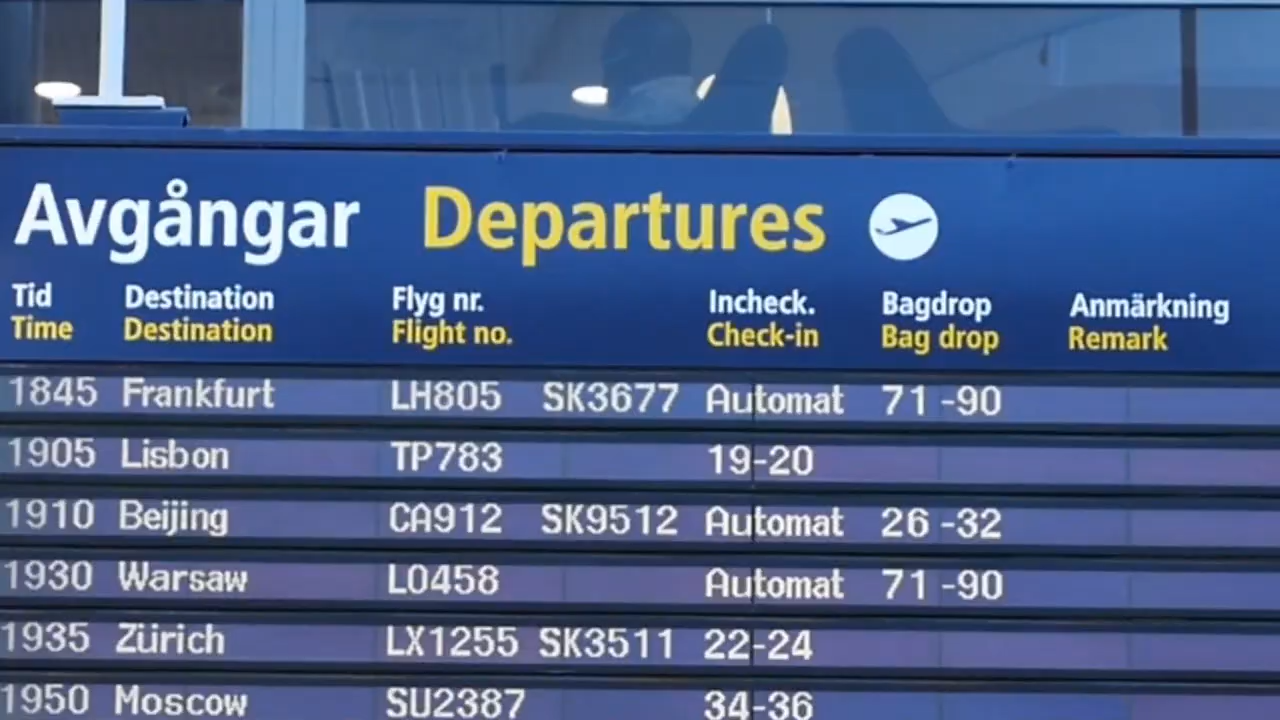 Avgångar Departures
Tid Destination Flyg nr. Incheck. Bagdrop Anmärkning
Time Destination Flight no. Check-in Bag drop Remark
1845 Frankfurt LH805 SK3677 Automat 71 -90
1905 Lisbon TP783 19-20
1910 Beijing CA912 SK9512 Automat 26 -32
1930 Warsaw LO458 Automat 71 -90
1935 Zürich LX1255 SK3511 22-24
1950 Moscow SU2387 34-36